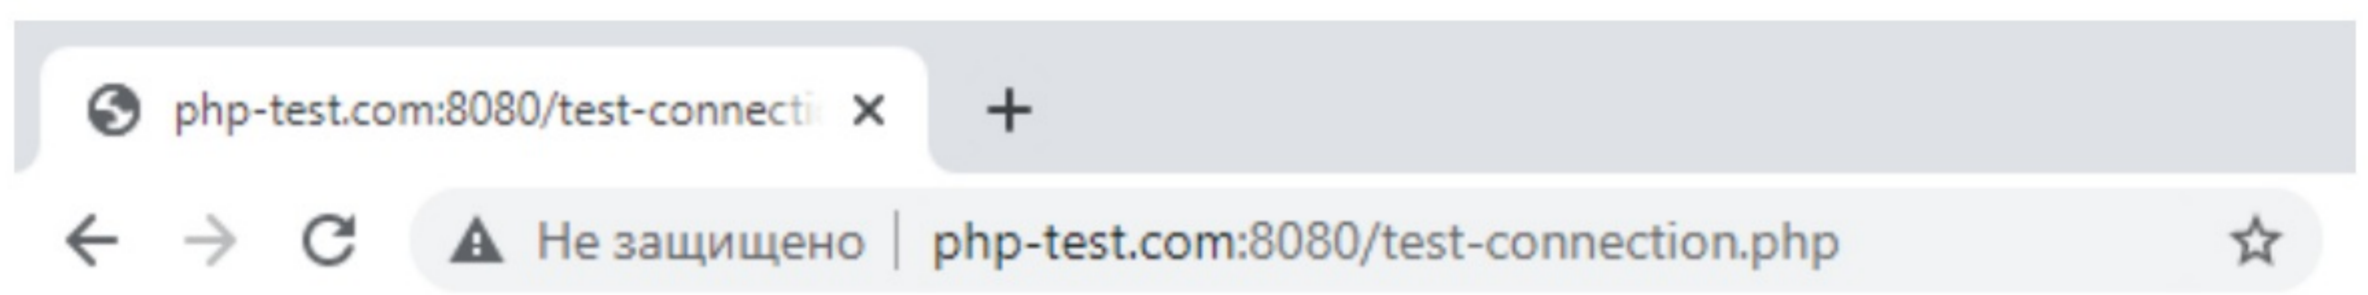 php-test.com:8080/test-connecti
Не защищено php-test.com:8080/test-connection.php